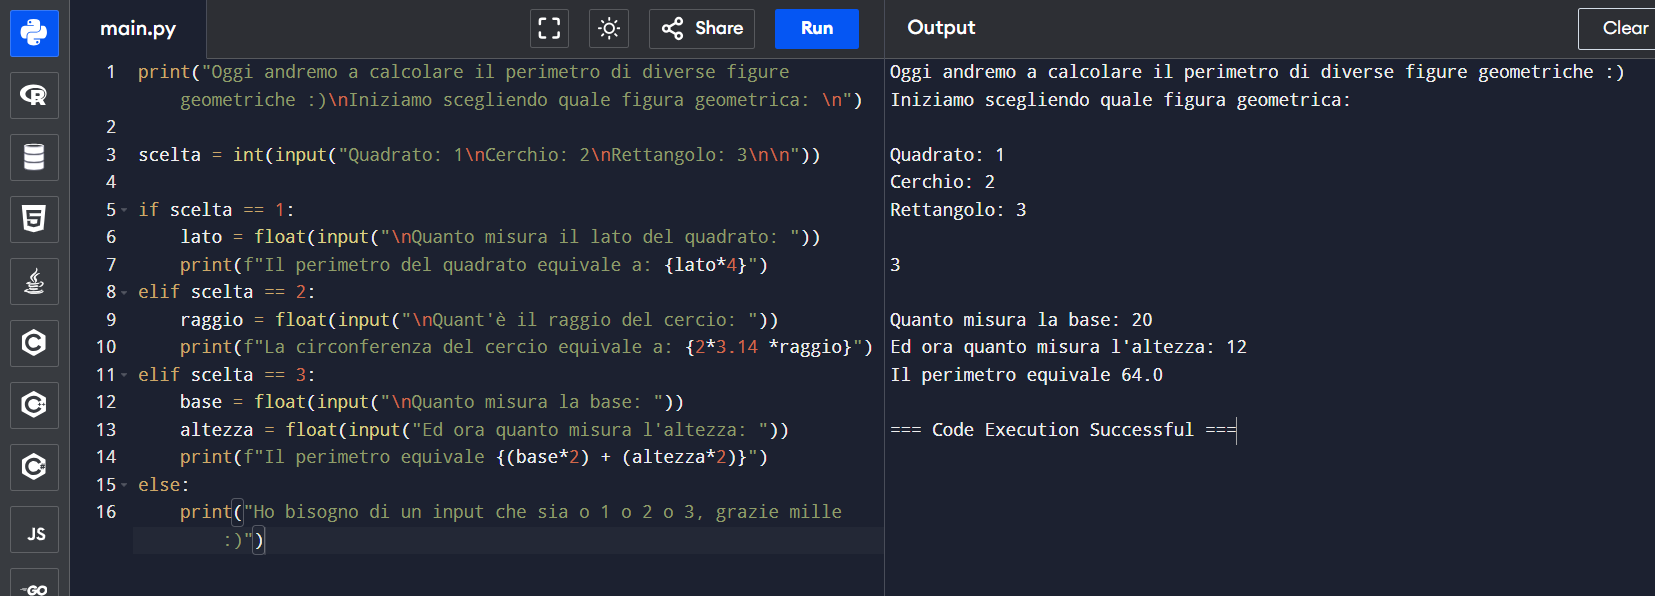 main.py
Share
Run
Output
Clear
1 print("Oggi andremo a calcolare il perimetro di diverse figure
geometriche :)\nIniziamo scegliendo quale figura geometrica: \n")
2
3 scelta = int(input("Quadrato: 1\nCerchio: 2\nRettangolo: 3\n\n"))
4
5 if scelta == 1:
6 lato = float(input("\nQuanto misura il lato del quadrato: "))
7 print(f"Il perimetro del quadrato equivale a: {lato*4}")
8 elif scelta == 2:
9 raggio = float(input("\nQuant'è il raggio del cercio: "))
10 print(f"La circonferenza del cercio equivale a: {2*3.14 *raggio}")
11 elif scelta == 3:
12 base = float(input("\nQuanto misura la base: "))
13 altezza = float(input("Ed ora quanto misura l'altezza: "))
14 print(f"Il perimetro equivale {(base*2) + (altezza*2)}")
15 else:
16 print("Ho bisogno di un input che sia o 1 o 2 o 3, grazie mille
:)")
Oggi andremo a calcolare il perimetro di diverse figure geometriche :)
Iniziamo scegliendo quale figura geometrica:
Quadrato: 1
Cerchio: 2
Rettangolo: 3
3
Quanto misura la base: 20
Ed ora quanto misura l'altezza: 12
Il perimetro equivale 64.0
=== Code Execution Successful ===
R
5
C
C++
C#
JS
GO